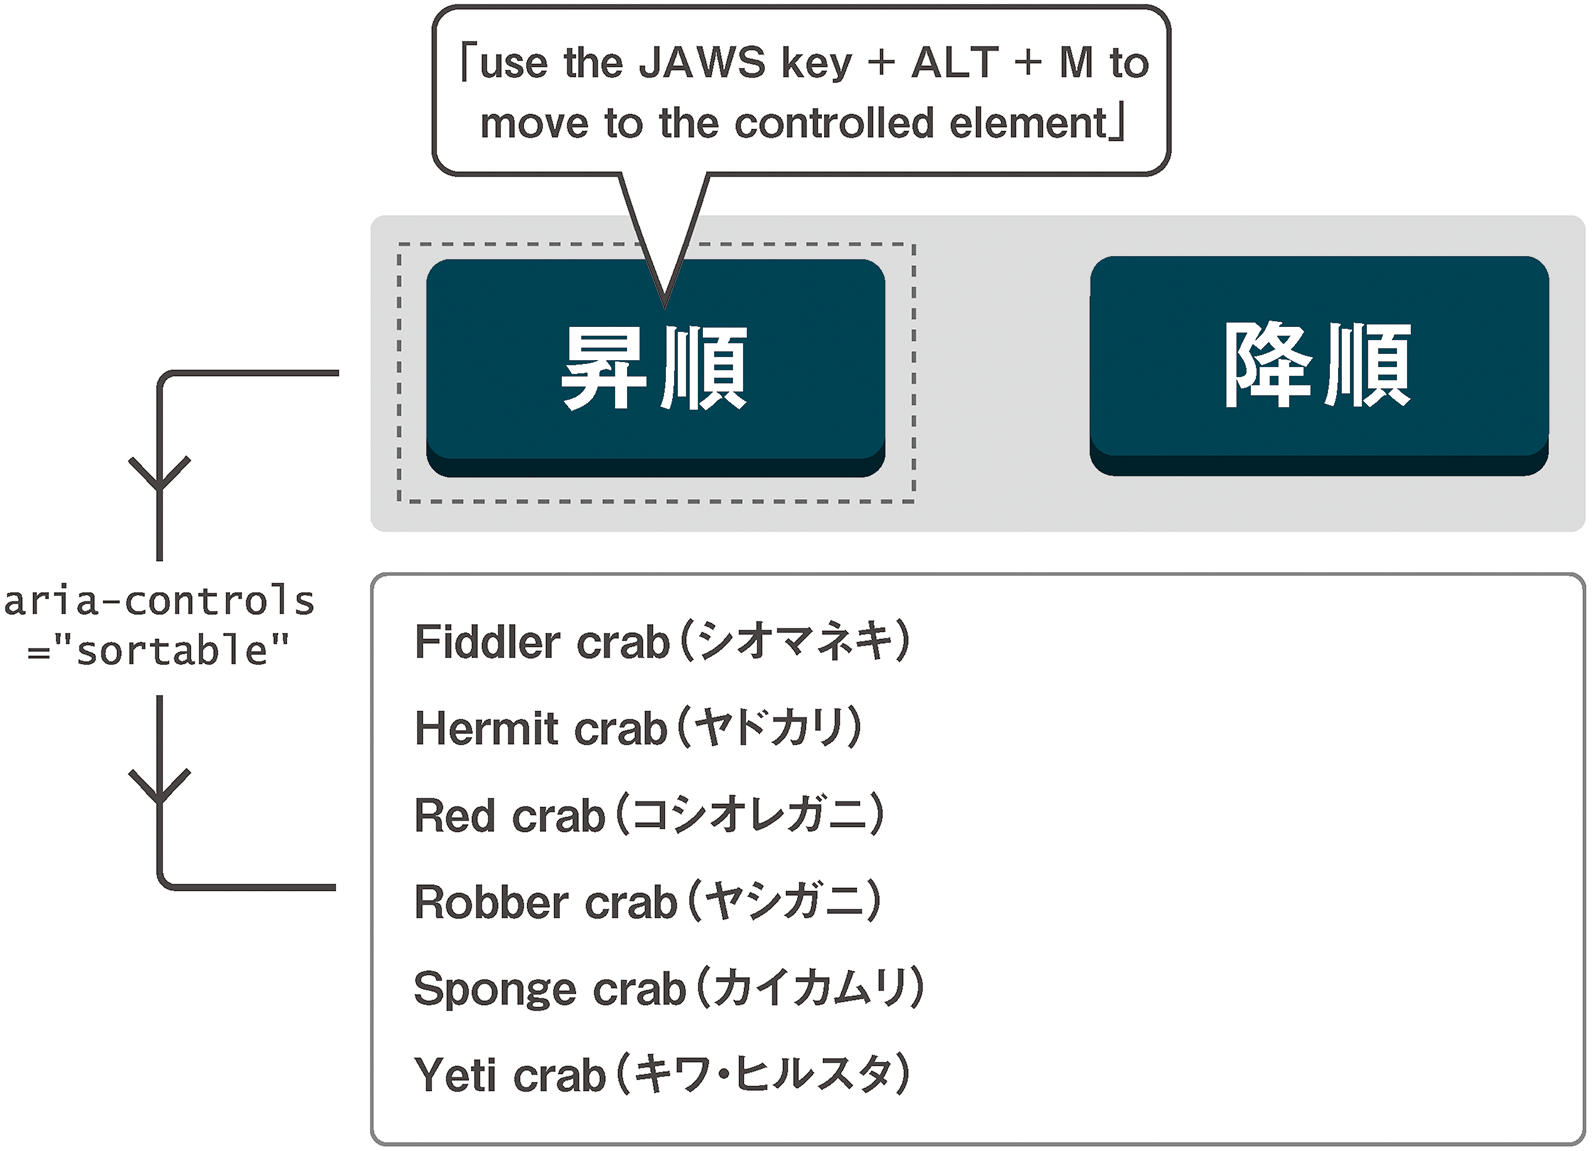 「use the JAWS key + ALT + M to
move to the controlled element」
昇順
降順
aria-controls
="sortable"
Fiddler crab（シオマネキ）
Hermit crab（ヤドカリ）
Red crab（コシオレガニ）
Robber crab（ヤシガニ）
Sponge crab（カイカムリ）
Yeti crab（キワ・ヒルスタ）